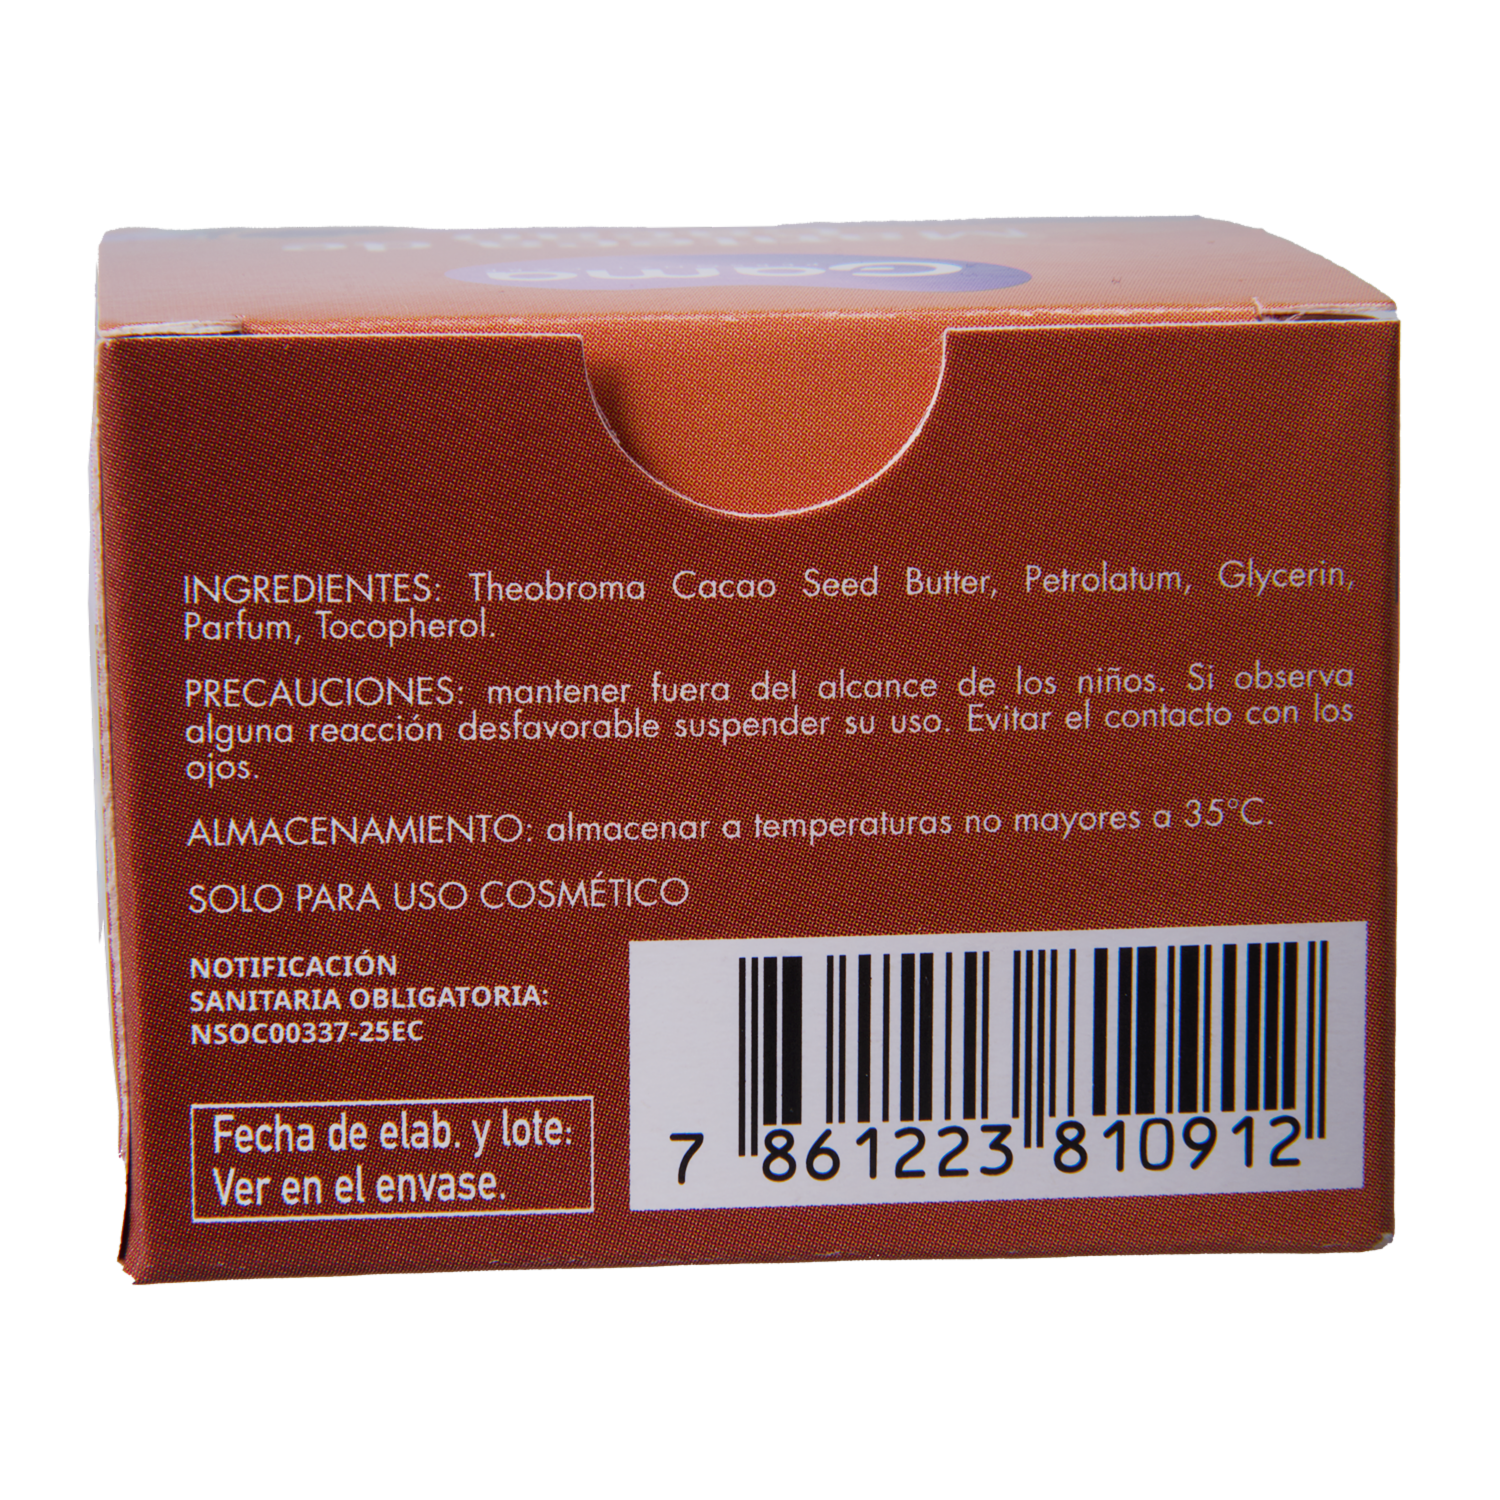 Manteca de
Gama
INGREDIENTES: Theobroma Cacao Seed Butter, Petrolatum, Glycerin,
Parfum, Tocopherol.
PRECAUCIONES: mantener fuera del alcance de los niños. Si observa
alguna reacción desfavorable suspender su uso. Evitar el contacto con los
ojos.
ALMACENAMIENTO: almacenar a temperaturas no mayores a 35°C.
SOLO PARA USO COSMÉTICO
NOTIFICACIÓN
SANITARIA OBLIGATORIA:
NSOC00337-25EC
Fecha de elab. y lote:
Ver en el envase.
7 861223 810912